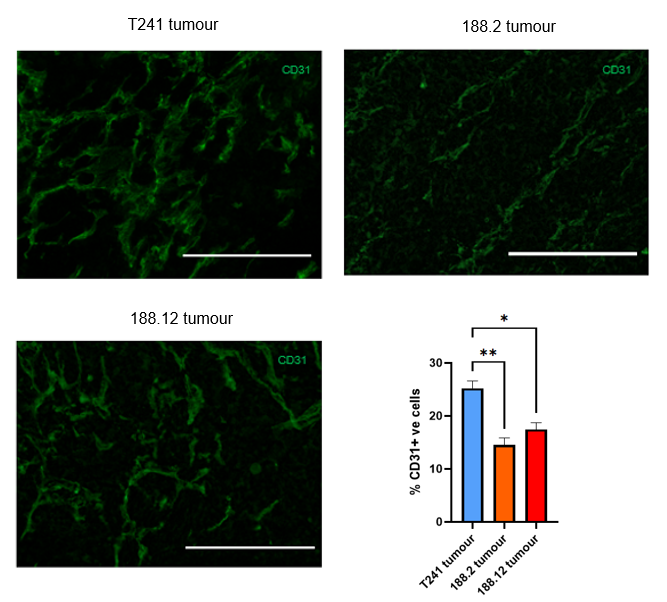 T241 tumour
188.2 tumour
CD31
CD31
188.12 tumour
CD31
*
**
30
20
10
0
% CD31+ ve cells
T241 tumour
188.2 tumour
188.12 tumour